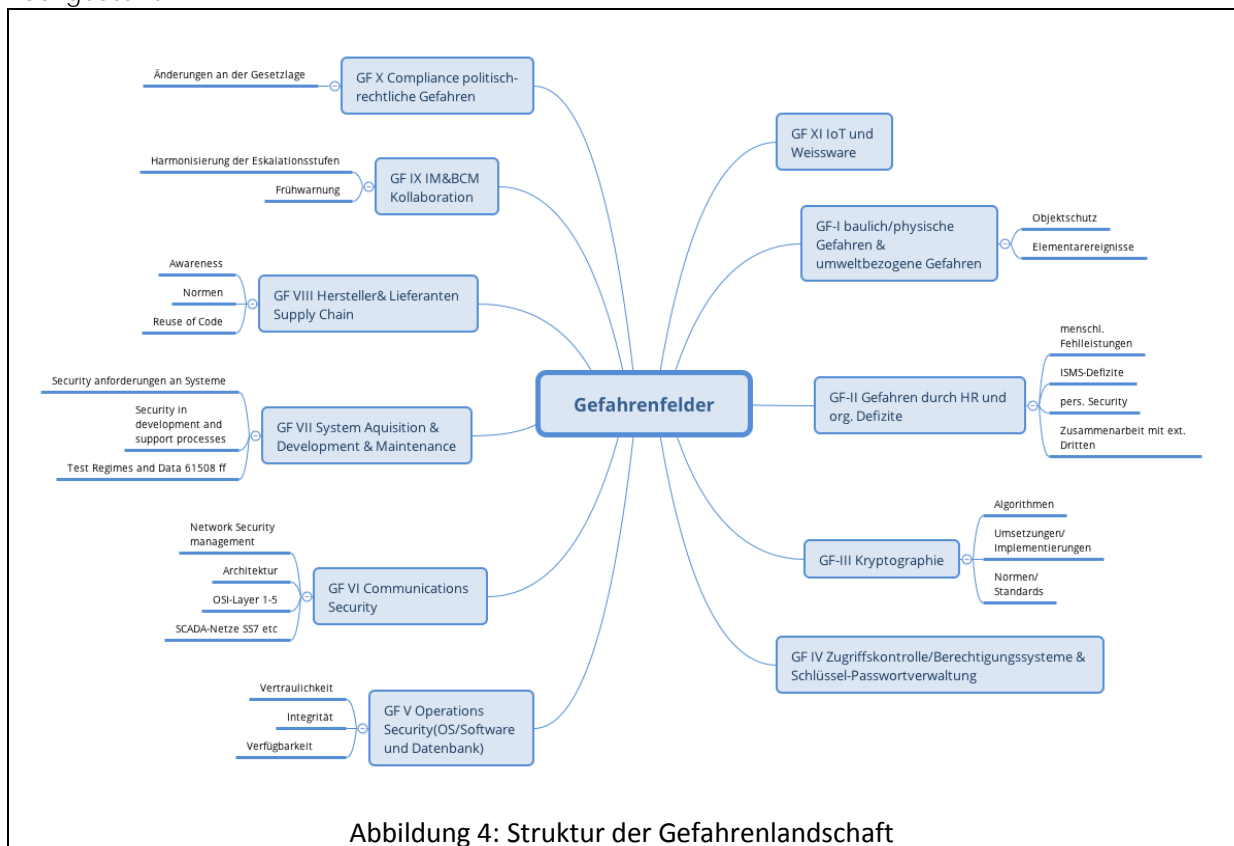 GF X Compliance politisch-
rechtliche Gefahren
Änderungen an der Gesetzlage
GF IX IM&BCM
Kollaboration
Harmonisierung der Eskalationsstufen
Frühwarnung
GF VIII Hersteller& Lieferanten
Supply Chain
Awareness
Normen
Reuse of Code
GF VII System Aquisition &
Development & Maintenance
Security anforderungen an Systeme
Security in
development and
support processes
Test Regimes and Data 61508 ff
GF VI Communications
Security
Network Security
management
Architektur
OSI-Layer 1-5
SCADA-Netze SS7 etc
GF V Operations
Security(OS/Software
und Datenbank)
Vertraulichkeit
Integrität
Verfügbarkeit
Gefahrenfelder
GF XI IoT und
Weissware
GF-I baulich/physische
Gefahren &
umweltbezogene Gefahren
Objektschutz
Elementarereignisse
GF-II Gefahren durch HR und
org. Defizite
menschl.
Fehlleistungen
ISMS-Defizite
pers. Security
Zusammenarbeit mit ext.
Dritten
GF-III Kryptographie
Algorithmen
Umsetzungen/
Implementierungen
Normen/
Standards
GF IV Zugriffskontrolle/Berechtigungssysteme &
Schlüssel-Passwortverwaltung
Abbildung 4: Struktur der Gefahrenlandschaft